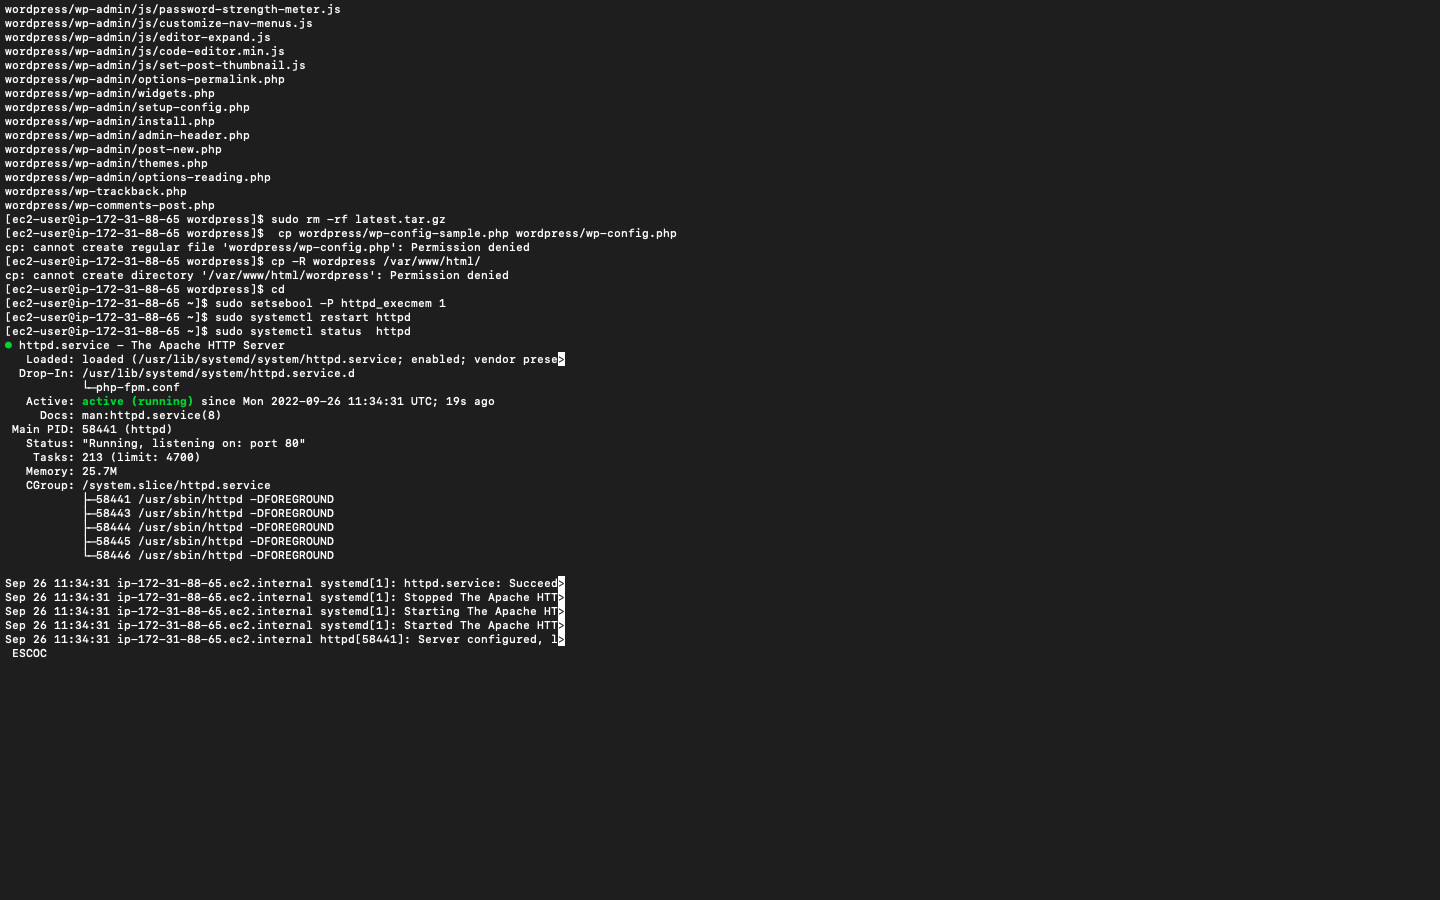 wordpress/wp-admin/js/password-strength-meter.js
wordpress/wp-admin/js/customize-nav-menus.js
wordpress/wp-admin/js/editor-expand.js
wordpress/wp-admin/js/code-editor.min.js
wordpress/wp-admin/js/set-post-thumbnail.js
wordpress/wp-admin/options-permalink.php
wordpress/wp-admin/widgets.php
wordpress/wp-admin/setup-config.php
wordpress/wp-admin/install.php
wordpress/wp-admin/admin-header.php
wordpress/wp-admin/post-new.php
wordpress/wp-admin/themes.php
wordpress/wp-admin/options-reading.php
wordpress/wp-trackback.php
wordpress/wp-comments-post.php
[ec2-user@ip-172-31-88-65 wordpress]$ sudo rm -rf latest.tar.gz
[ec2-user@ip-172-31-88-65 wordpress]$  cp wordpress/wp-config-sample.php wordpress/wp-config.php
cp: cannot create regular file 'wordpress/wp-config.php': Permission denied
[ec2-user@ip-172-31-88-65 wordpress]$ cp -R wordpress /var/www/html/
cp: cannot create directory '/var/www/html/wordpress': Permission denied
[ec2-user@ip-172-31-88-65 wordpress]$ cd
[ec2-user@ip-172-31-88-65 ~]$ sudo setsebool -P httpd_execmem 1
[ec2-user@ip-172-31-88-65 ~]$ sudo systemctl restart httpd
[ec2-user@ip-172-31-88-65 ~]$ sudo systemctl status  httpd
● httpd.service - The Apache HTTP Server
   Loaded: loaded (/usr/lib/systemd/system/httpd.service; enabled; vendor prese>
  Drop-In: /usr/lib/systemd/system/httpd.service.d
           └─php-fpm.conf
   Active: active (running) since Mon 2022-09-26 11:34:31 UTC; 19s ago
     Docs: man:httpd.service(8)
 Main PID: 58441 (httpd)
   Status: "Running, listening on: port 80"
    Tasks: 213 (limit: 4700)
   Memory: 25.7M
   CGroup: /system.slice/httpd.service
           ├─58441 /usr/sbin/httpd -DFOREGROUND
           ├─58443 /usr/sbin/httpd -DFOREGROUND
           ├─58444 /usr/sbin/httpd -DFOREGROUND
           ├─58445 /usr/sbin/httpd -DFOREGROUND
           └─58446 /usr/sbin/httpd -DFOREGROUND

Sep 26 11:34:31 ip-172-31-88-65.ec2.internal systemd[1]: httpd.service: Succeed>
Sep 26 11:34:31 ip-172-31-88-65.ec2.internal systemd[1]: Stopped The Apache HTT>
Sep 26 11:34:31 ip-172-31-88-65.ec2.internal systemd[1]: Starting The Apache HT>
Sep 26 11:34:31 ip-172-31-88-65.ec2.internal systemd[1]: Started The Apache HTT>
Sep 26 11:34:31 ip-172-31-88-65.ec2.internal httpd[58441]: Server configured, l>
 ESCOC